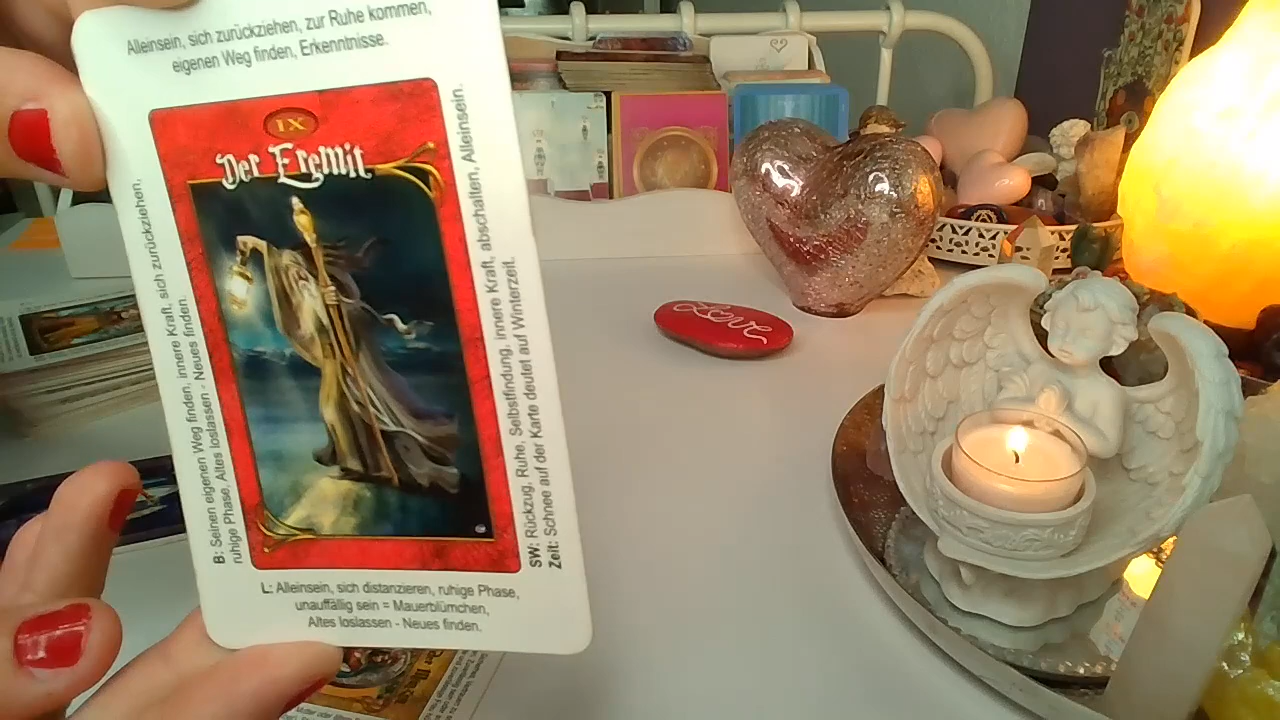 Alleinsein, sich zurückziehen, zur Ruhe kommen,
eigenen Weg finden, Erkenntnisse.
IX
Der Eremit
B: Seinen eigenen Weg finden, innere Kraft, sich zurückziehen,
ruhige Phase, Altes loslassen - Neues finden.
SW: Rückzug, Ruhe, Selbstfindung, innere Kraft, abschalten, Alleinsein.
Zeit: Schnee auf der Karte deutet auf Winterzeit.
L: Alleinsein, sich distanzieren, ruhige Phase,
unauffällig sein = Mauerblümchen,
Altes loslassen - Neues finden.
Love